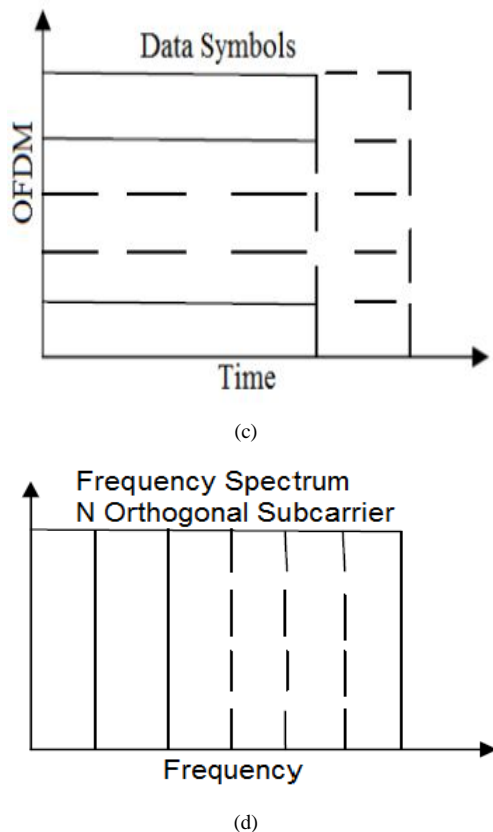 Data Symbols
OFDM
Time
(c)
Frequency Spectrum
N Orthogonal Subcarrier
Frequency
(d)